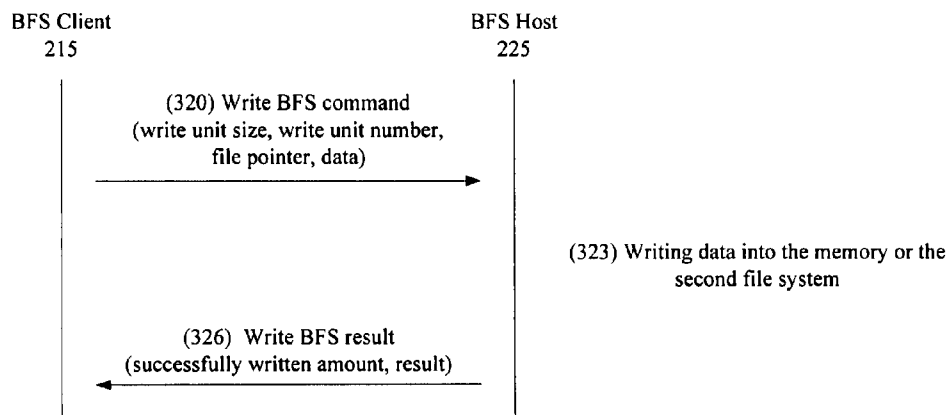 BFS Client
215
BFS Host
225
(320) Write BFS command
(write unit size, write unit number,
file pointer, data)
(323) Writing data into the memory or the
second file system
(326) Write BFS result
(successfully written amount, result)